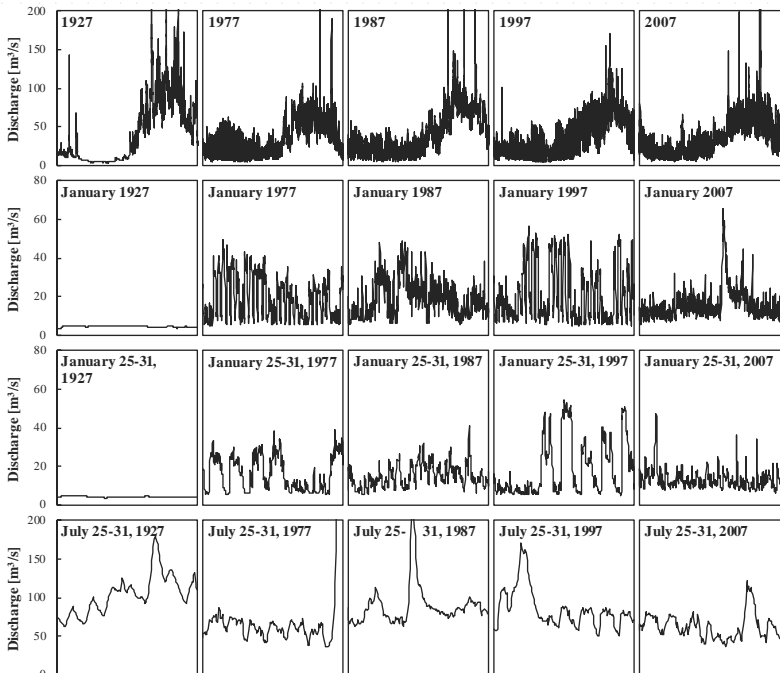 Discharge [m³/s]
200
150
100
50
0
1927
1977
1987
1997
2007
Discharge [m³/s]
80
60
40
20
0
January 1927
January 1977
January 1987
January 1997
January 2007
Discharge [m³/s]
80
60
40
20
0
January 25-31,
1927
January 25-31, 1977
January 25-31, 1987
January 25-31, 1997
January 25-31, 2007
Discharge [m³/s]
200
150
100
50
0
July 25-31, 1927
July 25-31, 1977
July 25- 31, 1987
July 25-31, 1997
July 25-31, 2007